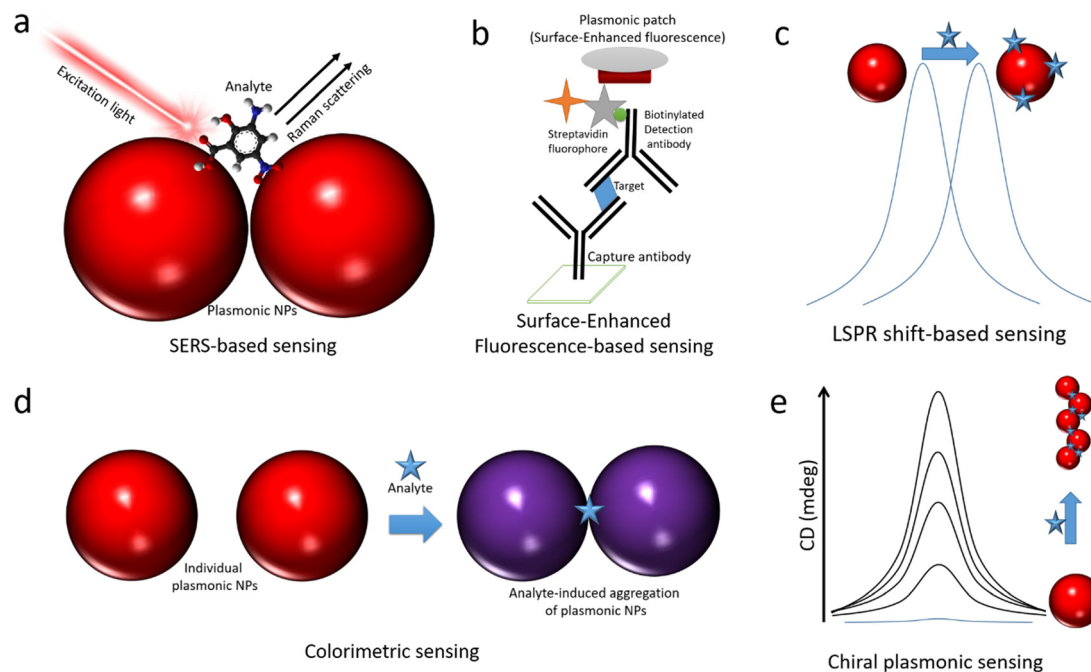 a
Excitation light
Analyte
Raman scattering
Plasmonic NPs
SERS-based sensing
b
Plasmonic patch
(Surface-Enhanced fluorescence)
Streptavidin
fluorophore
Biotinylated
Detection
antibody
Target
Capture antibody
Surface-Enhanced
Fluorescence-based sensing
c
LSPR shift-based sensing
d
Individual
plasmonic NPs
Analyte
Analyte-induced aggregation
of plasmonic NPs
Colorimetric sensing
e
CD (mdeg)
Chiral plasmonic sensing